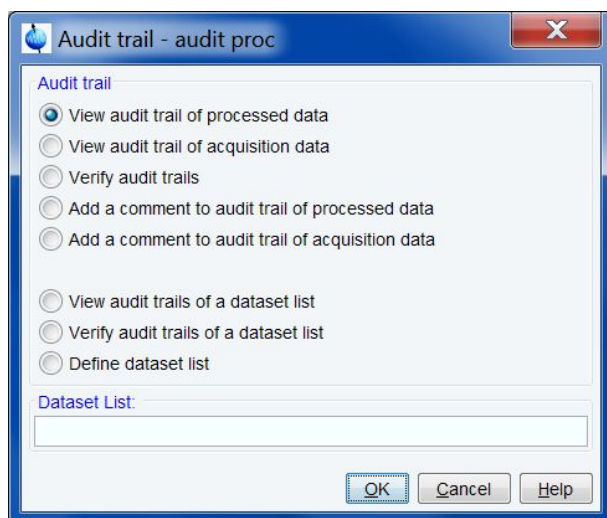 Audit trail - audit proc
Audit trail
View audit trail of processed data
View audit trail of acquisition data
Verify audit trails
Add a comment to audit trail of processed data
Add a comment to audit trail of acquisition data
View audit trails of a dataset list
Verify audit trails of a dataset list
Define dataset list
Dataset List:
OK Cancel Help